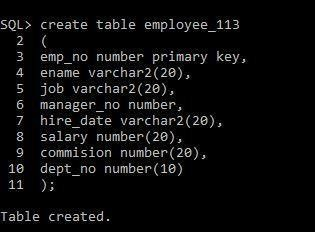 SQL> create table employee_113
2 (
3 emp_no number primary key,
4 ename varchar2(20),
5 job varchar2(20),
6 manager_no number,
7 hire_date varchar2(20),
8 salary number(20),
9 commision number(20),
10 dept_no number(10)
11 );
Table created.